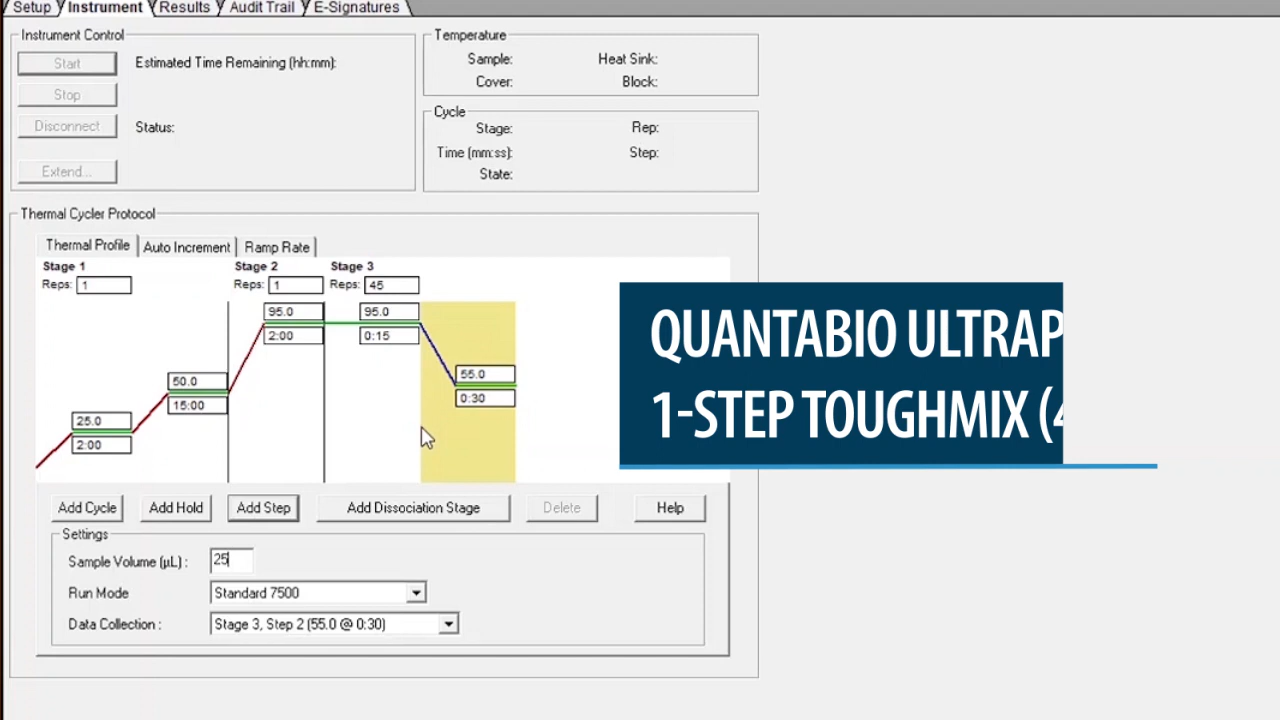 Setup Instrument Results Audit Trail E-Signatures
Instrument Control
Start
Estimated Time Remaining (hh:mm):
Stop
Disconnect
Status:
Extend...
Temperature
Sample: Heat Sink:
Cover: Block:
Cycle
Stage: Rep:
Time (mm:ss): Step:
State:
Thermal Cycler Protocol
Thermal Profile Auto Increment Ramp Rate
Stage 1 Stage 2 Stage 3
Reps: 1 Reps: 1 Reps: 45
95.0 95.0
2:00 0:15
50.0 55.0
15:00 0:30
25.0
2:00
QUANTABIO ULTRAP
1-STEP TOUGHMIX (4
Add Cycle Add Hold Add Step Add Dissociation Stage Delete Help
Settings
Sample Volume (µL) : 25
Run Mode Standard 7500
Data Collection : Stage 3, Step 2 (55.0 @ 0:30)